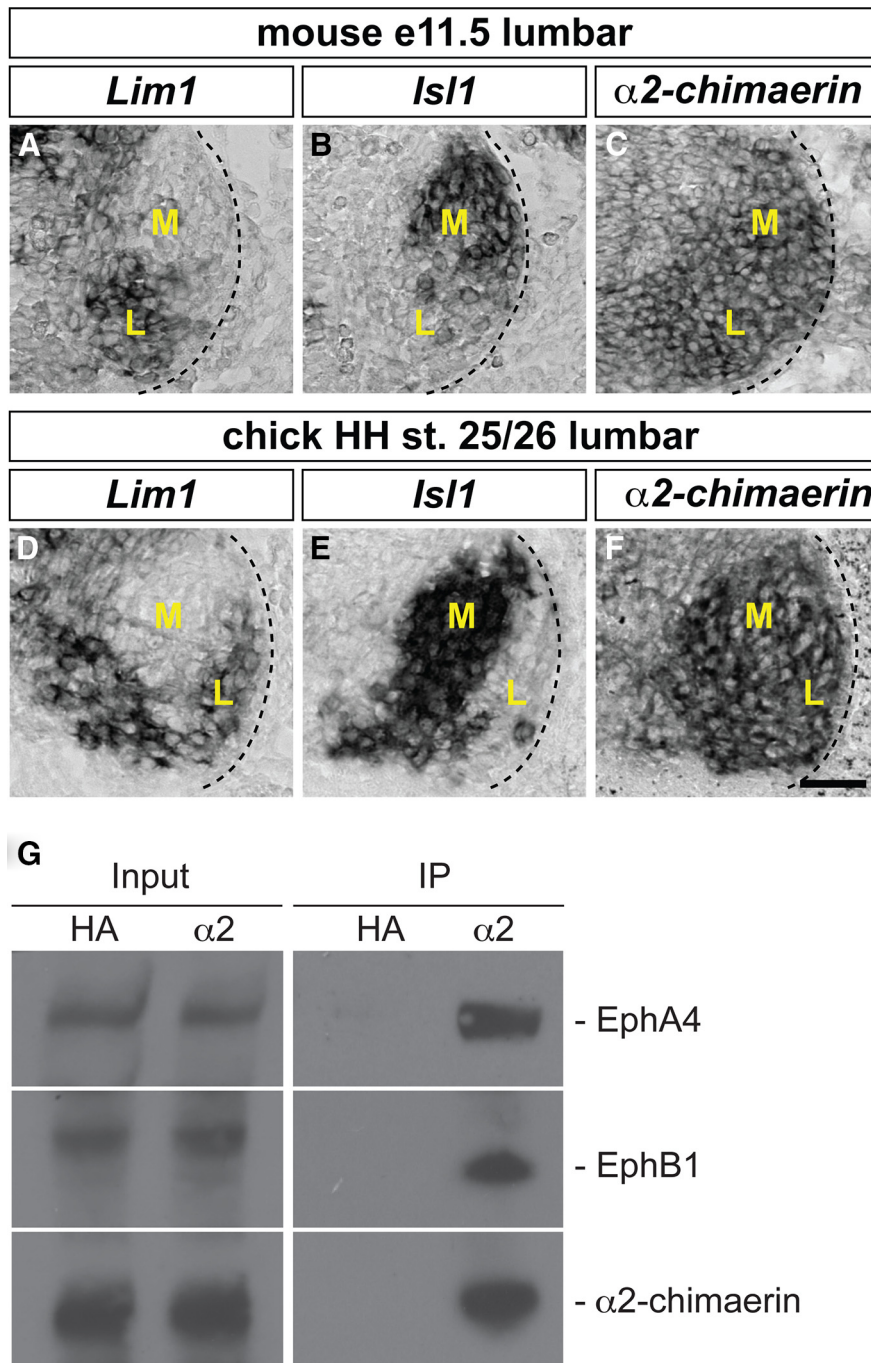 mouse e11.5 lumbar
Lim1 Isl1 α2-chimaerin
A B C
M M M
L L L
chick HH st. 25/26 lumbar
Lim1 Isl1 α2-chimaerin
D E F
M M M
L L L
G
Input IP
HA α2 HA α2
- EphA4
- EphB1
- α2-chimaerin